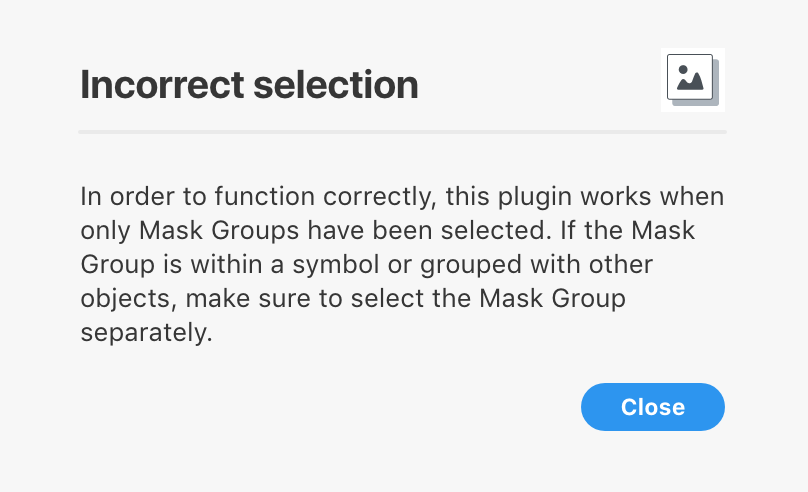 Incorrect selection
In order to function correctly, this plugin works when
only Mask Groups have been selected. If the Mask
Group is within a symbol or grouped with other
objects, make sure to select the Mask Group
separately.
Close